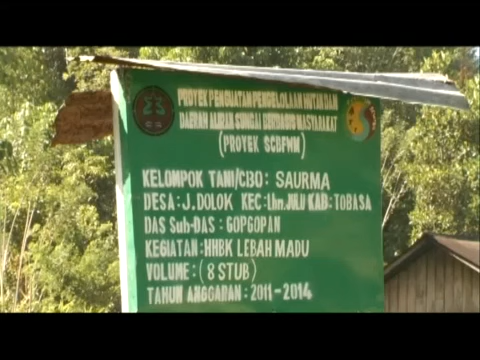 PROYEK PENGUATAN PENGELOLAAN HUTAN DAN
DAERAH ALIRAN SUNGAI BERBASIS MASYARAKAT
(PROYEK SCBFWM)
KELOMPOK TANI/CBO: SAURMA
DESA: J.DOLOK KEC: Lbn.JULU KAB: TOBASA
DAS Sub-DAS: GOPGOPAN
KEGIATAN: HHBK LEBAH MADU
VOLUME: (8 STUB)
TAHUN ANGGARAN: 2011-2014